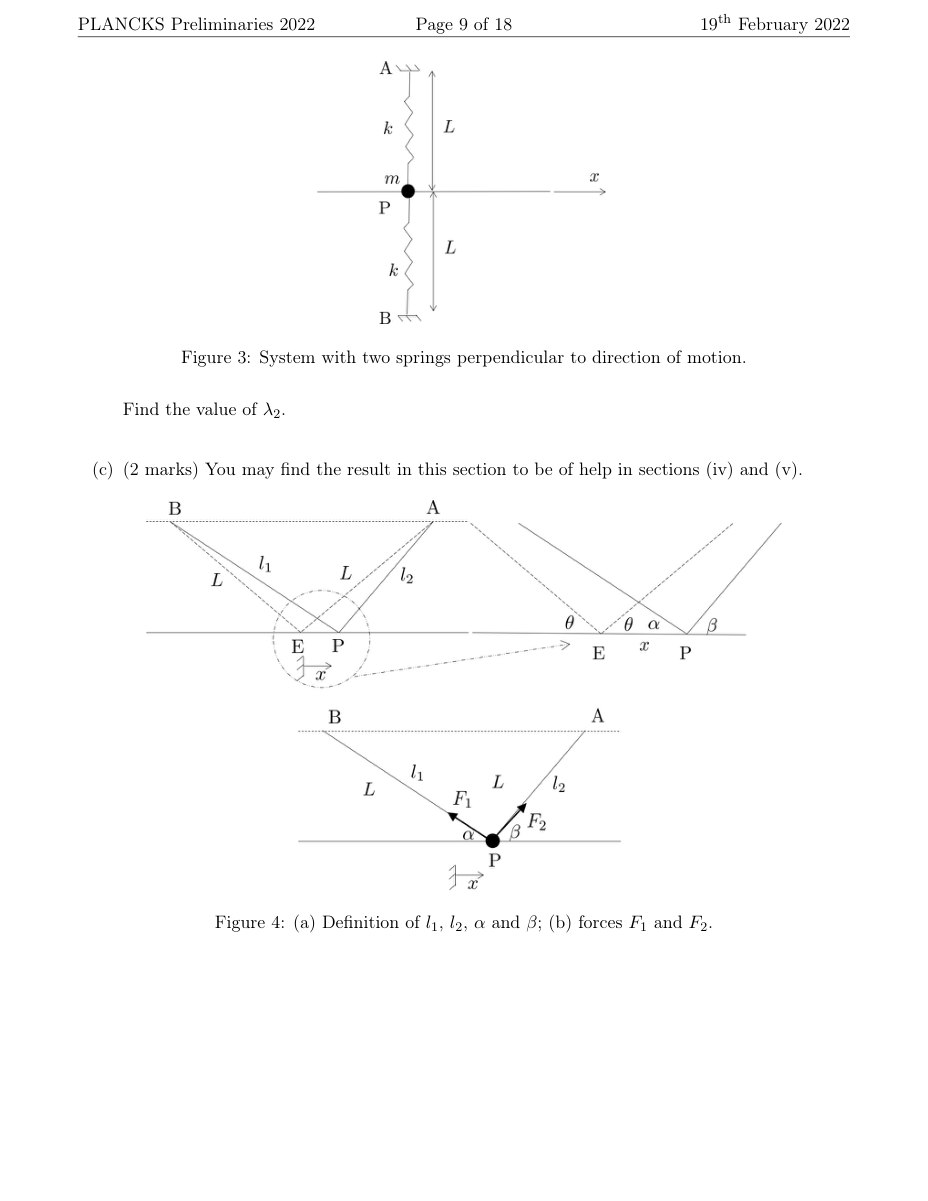 PLANCKS Preliminaries 2022 Page 9 of 18 19th February 2022
A
k
L
m
x
P
L
k
B
Figure 3: System with two springs perpendicular to direction of motion.
Find the value of λ2.
(c) (2 marks) You may find the result in this section to be of help in sections (iv) and (v).
B A
l1
L L l2
θ θ α β
E P x
E P
x
B A
l1
L L l2
F1
F2
α β
P
x
Figure 4: (a) Definition of l1, l2, α and β; (b) forces F1 and F2.